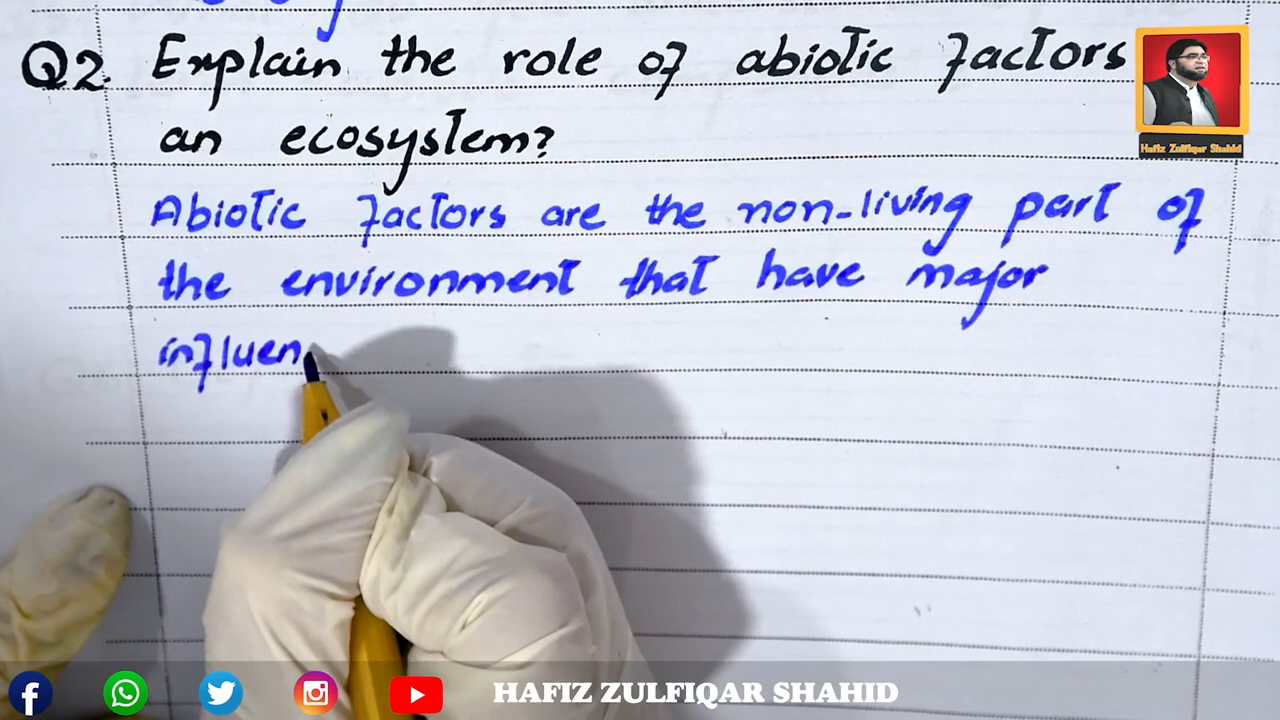 Q2. Explain the role of abiotic factors
an ecosystem?
Abiotic factors are the non-living part of
the environment that have major
influen
Hafiz Zulfiqar Shahid
HAFIZ ZULFIQAR SHAHID